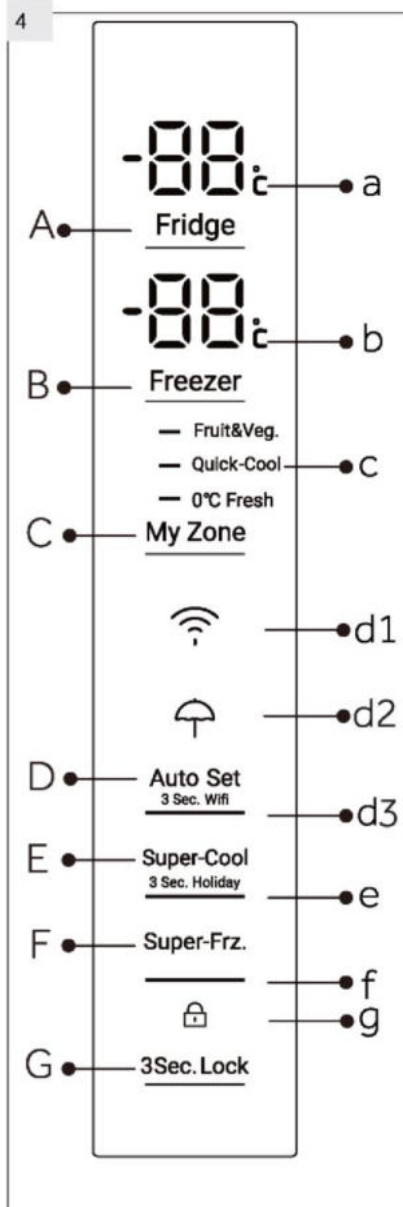 4
-88°C
a
A
Fridge
-88°C
b
B
Freezer
Fruit&Veg.
Quick-Cool
c
0°C Fresh
C
My Zone
d1
d2
D
Auto Set
3 Sec. Wifi
d3
E
Super-Cool
3 Sec. Holiday
e
F
Super-Frz.
f
g
G
3Sec. Lock